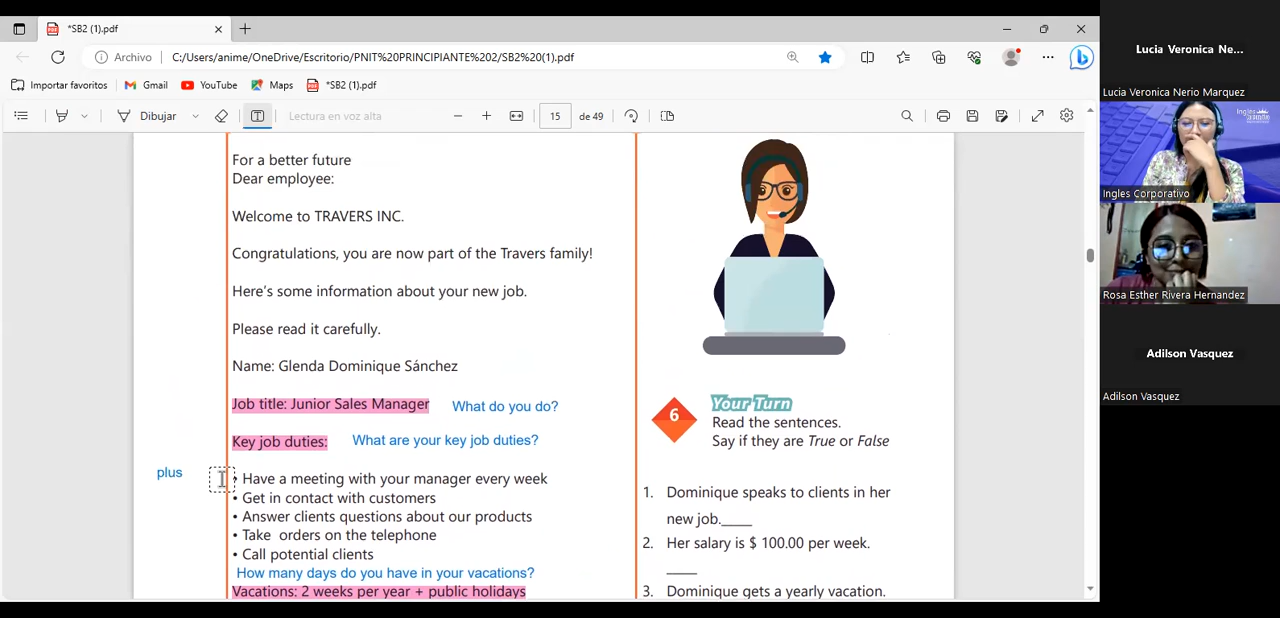 *SB2 (1).pdf
Archivo
C:/Users/anime/OneDrive/Escritorio/PNIT%20PRINCIPIANTE%202/SB2%20(1).pdf
Importar favoritos
Gmail
YouTube
Maps
*SB2 (1).pdf
Dibujar
Lectura en voz alta
15
de 49
For a better future
Dear employee:
Welcome to TRAVERS INC.
Congratulations, you are now part of the Travers family!
Here's some information about your new job.
Please read it carefully.
Name: Glenda Dominique Sánchez
Job title: Junior Sales Manager
What do you do?
Key job duties:
What are your key job duties?
plus
• Have a meeting with your manager every week
• Get in contact with customers
• Answer clients questions about our products
• Take orders on the telephone
• Call potential clients
How many days do you have in your vacations?
Vacations: 2 weeks per year + public holidays
6
Your Turn
Read the sentences.
Say if they are True or False
1. Dominique speaks to clients in her
new job.____
2. Her salary is $ 100.00 per week.
____
3. Dominique gets a yearly vacation.
Lucia Veronica Ne...
Lucia Veronica Nerio Marquez
Ingles Corporativo
Rosa Esther Rivera Hernandez
Adilson Vasquez
Adilson Vasquez